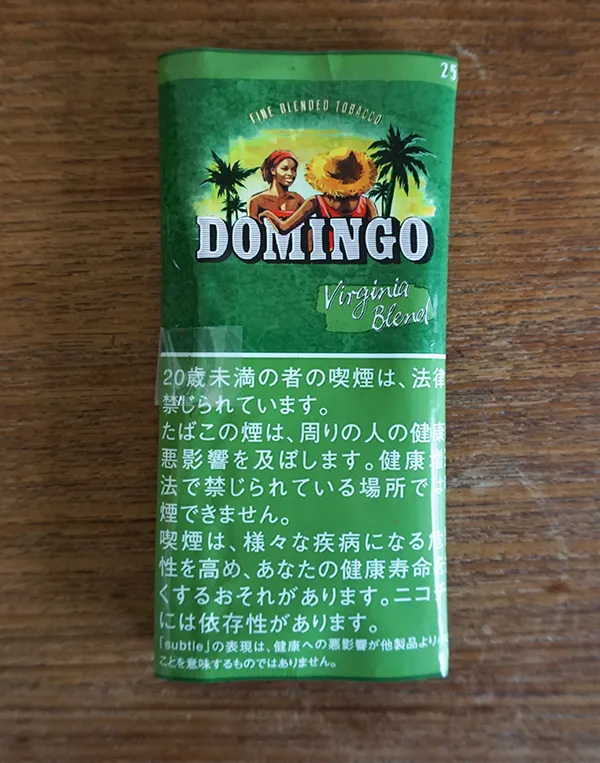 25
FINE BLENDED TOBACCO
DOMINGO
Virginia
Blend
20歳未満の者の喫煙は、法律
禁じられています。
たばこの煙は、周りの人の健康
悪影響を及ぼします。健康増
法で禁じられている場所では
煙できません。
喫煙は、様々な疾病になる危
性を高め、あなたの健康寿命を
くするおそれがあります。ニコチ
には依存性があります。
「subtle」の表現は、健康への悪影響が他製品より
ことを意味するものではありません。